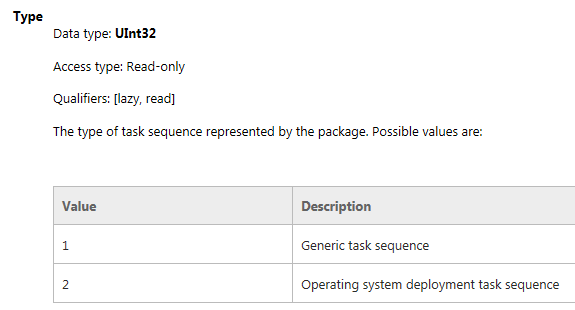 Type
Data type: UInt32
Access type: Read-only
Qualifiers: [lazy, read]
The type of task sequence represented by the package. Possible values are:
Value Description
1 Generic task sequence
2 Operating system deployment task sequence